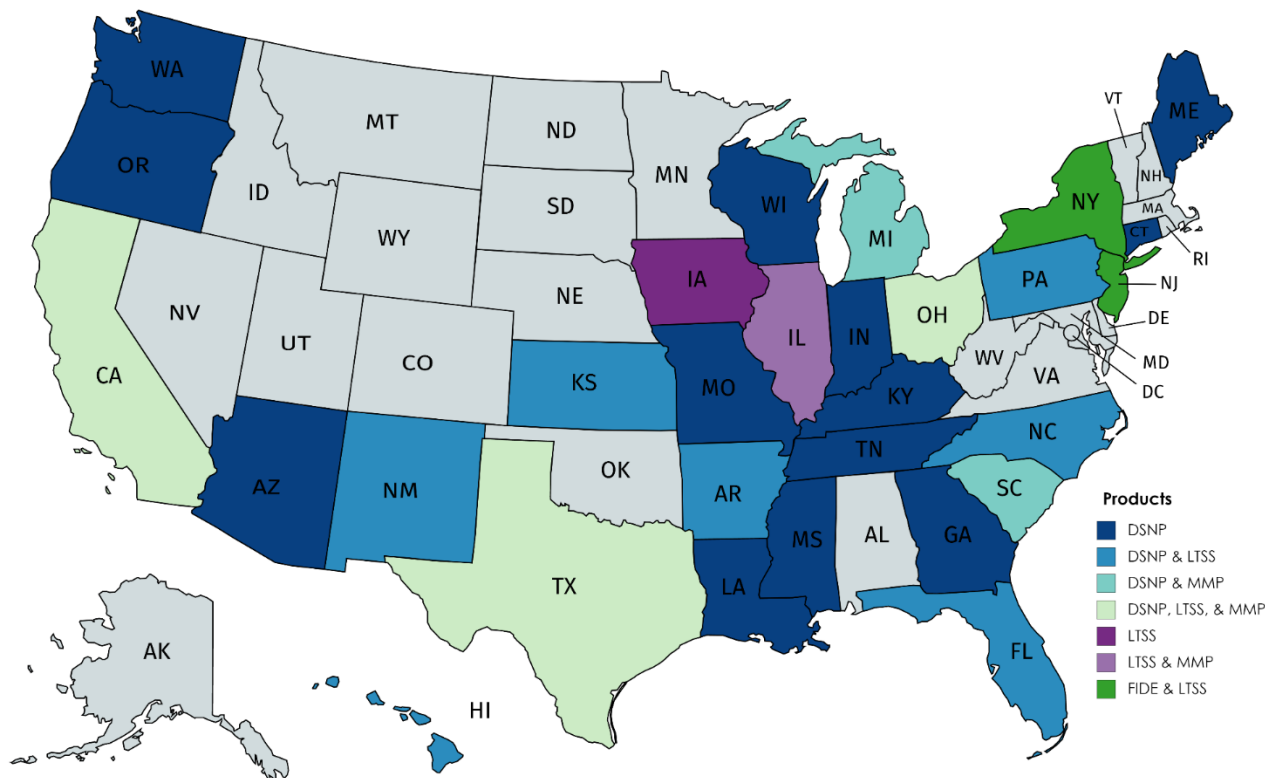 WA
MT
ND
MN
VT
ME
OR
ID
SD
WI
MI
NY
NH
MA
CT
RI
WY
IA
PA
NJ
NE
NV
UT
CO
IL
IN
OH
DE
MD
DC
WV
VA
CA
KS
MO
KY
NC
TN
AZ
NM
OK
AR
SC
MS
AL
GA
TX
LA
FL
AK
HI
Products
DSNP
DSNP & LTSS
DSNP & MMP
DSNP, LTSS, & MMP
LTSS
LTSS & MMP
FIDE & LTSS